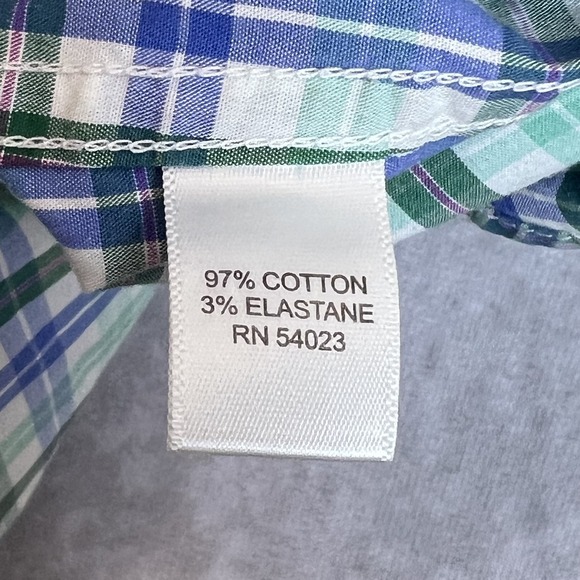 97% COTTON
3% ELASTANE
RN 54023